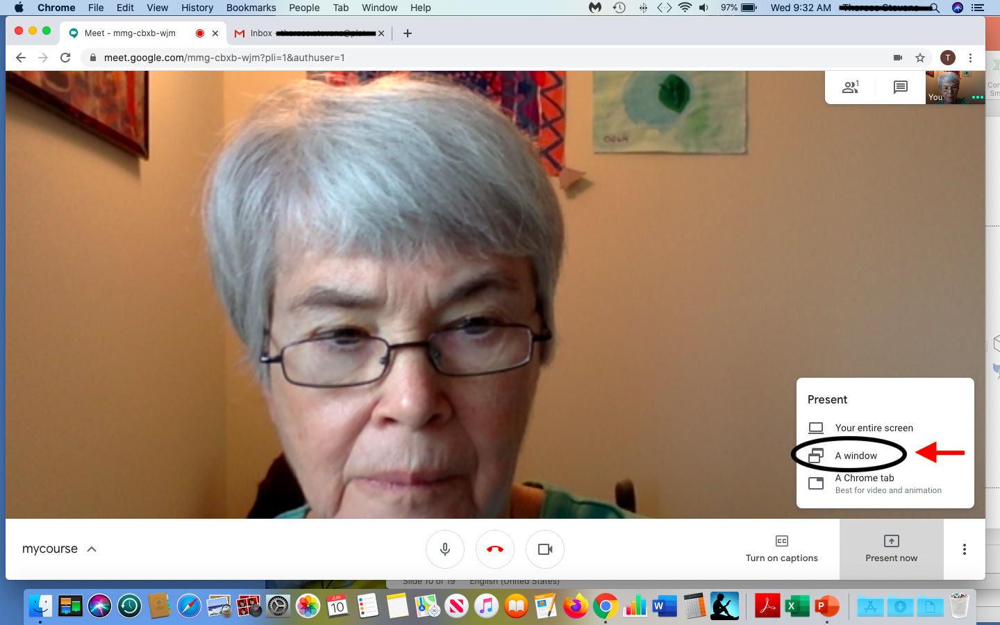 Chrome File Edit View History Bookmarks People Tab Window Help 97% Wed 9:32 AM
Meet - mmg-cbxb-wjm Inbox -
meet.google.com/mmg-cbxb-wjm?pli=1&authuser=1 T
1
You
Con
Sm
Present
Your entire screen
A window
A Chrome tab
Best for video and animation
mycourse
CC
Turn on captions
Present now
Slide 10 of 19 English (United States)
JUN
10
W
X
P